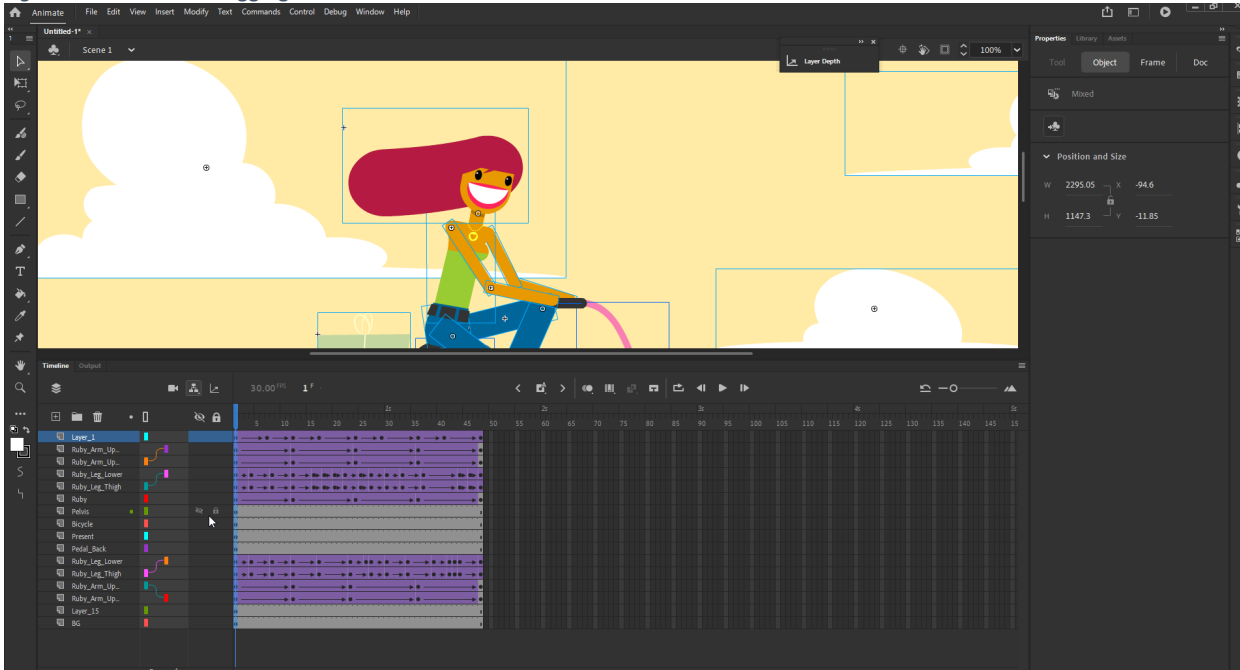 Animate File Edit View Insert Modify Text Commands Control Debug Window Help
Untitled-1* ×
Scene 1
100%
Layer Depth
Properties Library Assets
Tool Object Frame Doc
Mixed
Position and Size
W 2295.05 X -94.6
H 1147.3 Y -11.85
Timeline Output
30.00 FPS 1 F
1s 2s 3s 4s 5s
5 10 15 20 25 30 35 40 45 50 55 60 65 70 75 80 85 90 95 100 105 110 115 120 125 130 135 140 145 15
Layer_1
Ruby_Arm_Up..
Ruby_Arm_Up..
Ruby_Leg_Lower
Ruby_Leg_Thigh
Ruby
Pelvis
Bicycle
Present
Pedal_Back
Ruby_Leg_Lower
Ruby_Leg_Thigh
Ruby_Arm_Up..
Ruby_Arm_Up..
Layer_15
BG